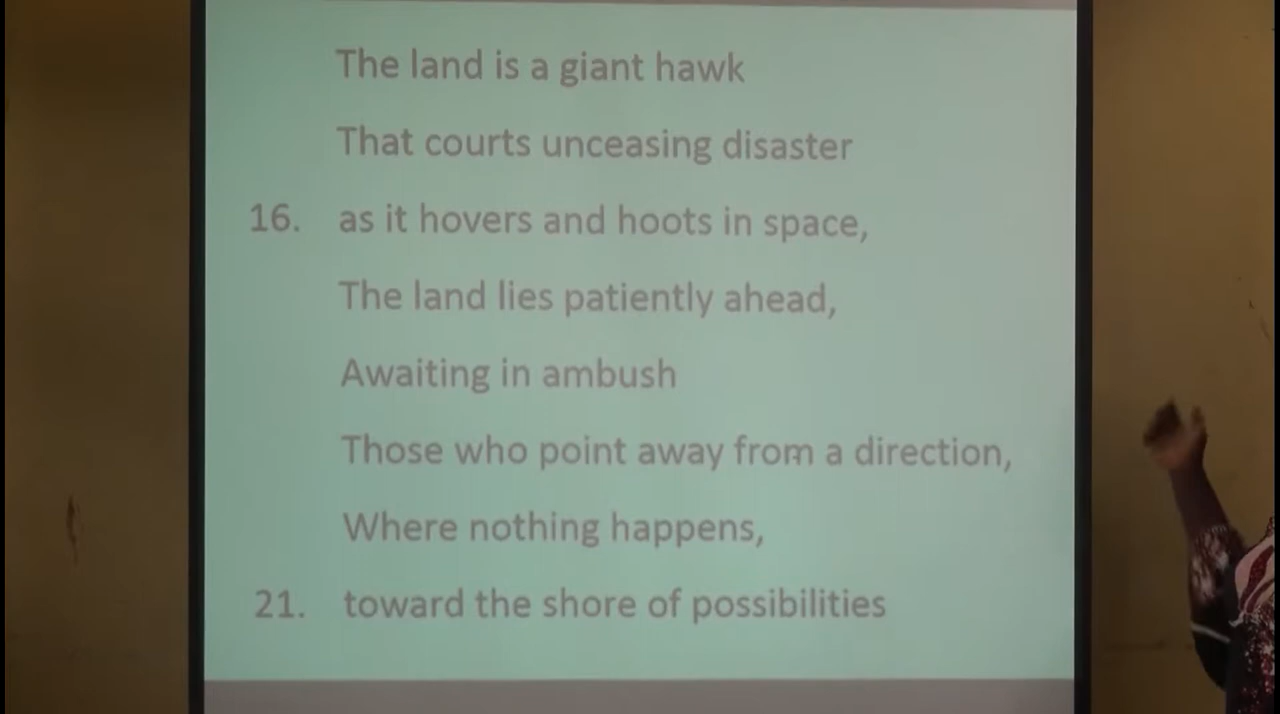 The land is a giant hawk
That courts unceasing disaster
16. as it hovers and hoots in space,
The land lies patiently ahead,
Awaiting in ambush
Those who point away from a direction,
Where nothing happens,
21. toward the shore of possibilities